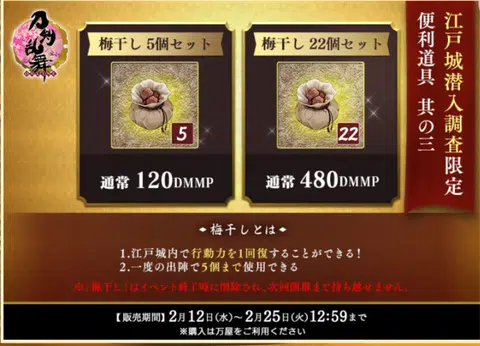 刀剣乱舞
ONLINE
江戸城潜入調査限定
便利道具 其の三
梅干し 5個セット
5
通常 120DMMP
梅干し 22個セット
22
通常 480DMMP
梅干しとは
1.江戸城内で行動力を1回復することができる!
2.一度の出陣で5個まで使用できる
※「梅干し」はイベント終了時に削除され、次回開催まで持ち越せません。
【販売期間】2月12日(水)~2月25日(火)12:59まで
※購入は万屋をご利用ください